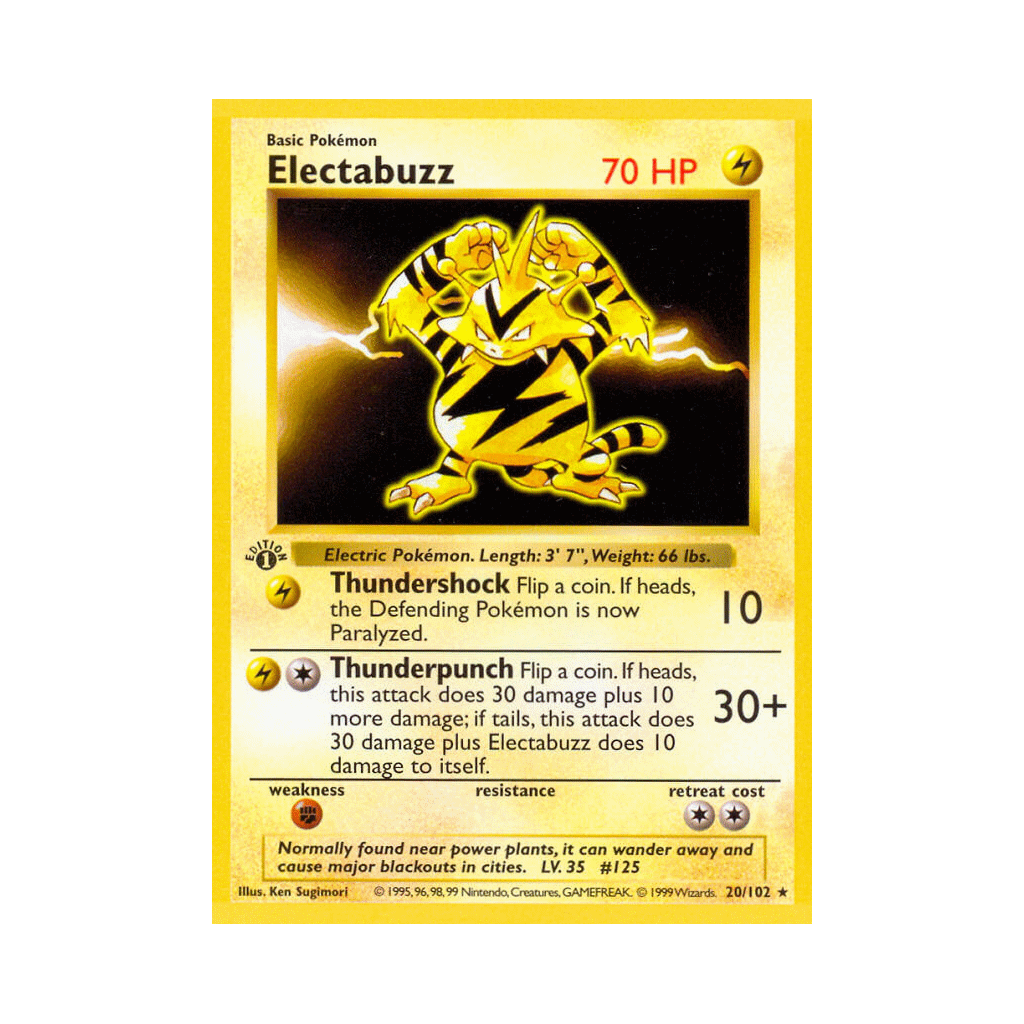 Basic Pokémon
Electabuzz 70 HP
EDITION 1
Electric Pokémon. Length: 3' 7", Weight: 66 lbs.
Thundershock Flip a coin. If heads,
the Defending Pokémon is now
Paralyzed.
10
Thunderpunch Flip a coin. If heads,
this attack does 30 damage plus 10
more damage; if tails, this attack does
30 damage plus Electabuzz does 10
damage to itself.
30+
weakness resistance retreat cost
Normally found near power plants, it can wander away and
cause major blackouts in cities. LV. 35 #125
Illus. Ken Sugimori © 1995, 96, 98, 99 Nintendo, Creatures, GAMEFREAK. © 1999 Wizards. 20/102 ★